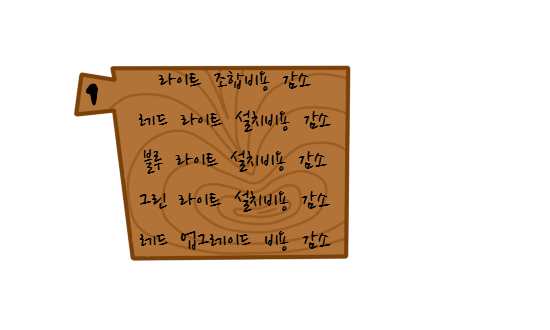 1
라이트 조합비용 감소
레드 라이트 설치비용 감소
블루 라이트 설치비용 감소
그린 라이트 설치비용 감소
레드 업그레이드 비용 감소